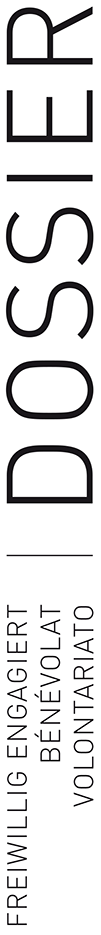 FREIWILLIG ENGAGIERT
BÉNÉVOLAT
VOLONTARIATO
DOSSIER